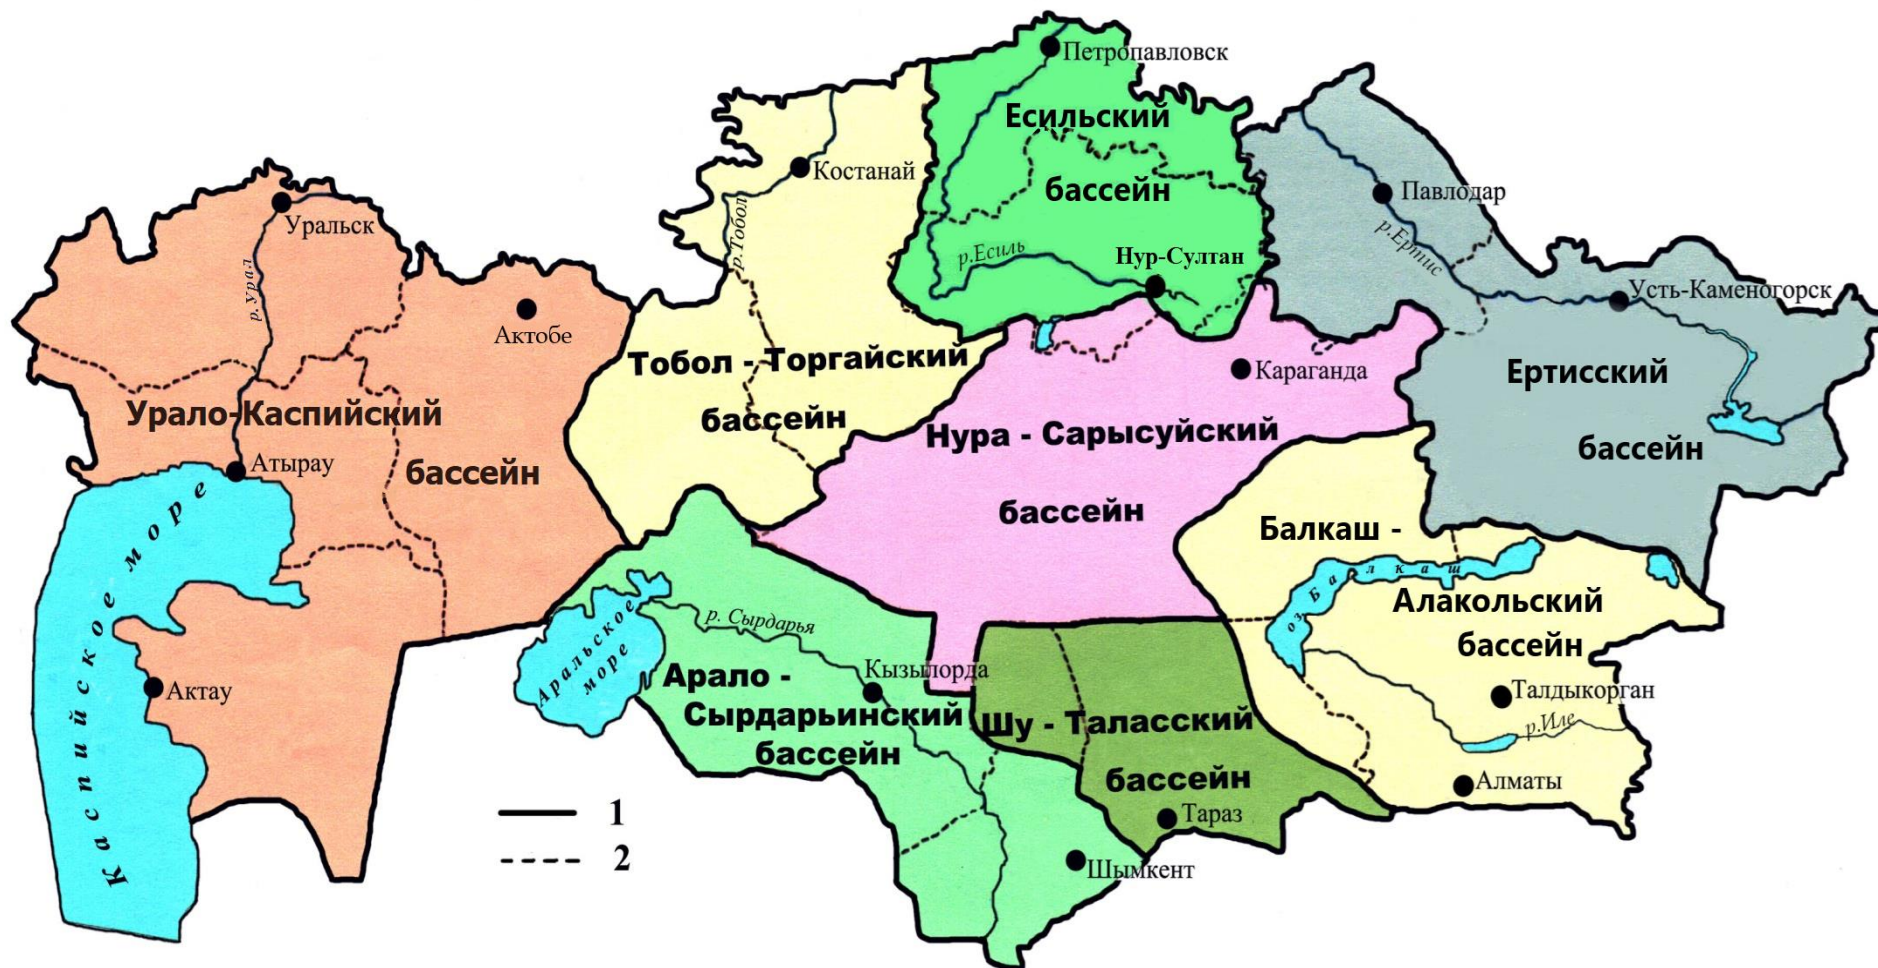 Петропавловск
Есильский
бассейн
Костанай
р.Тобол
Павлодар
р.Ертис
Уральск
р.Урал
р.Есиль
Нур-Султан
Усть-Каменогорск
Актобе
Тобол - Торгайский
бассейн
Караганда
Ертисский
бассейн
Урало-Каспийский
бассейн
Атырау
Нура - Сарысуйский
бассейн
Каспийское море
Балкаш -
Алакольский
бассейн
оз Балкаш
р. Сырдарья
Аральское
море
Кызылорда
Арало -
Сырдарьинский
бассейн
Актау
Шу - Таласский
бассейн
Талдыкорган
р.Иле
Алматы
Тараз
Шымкент
1
2